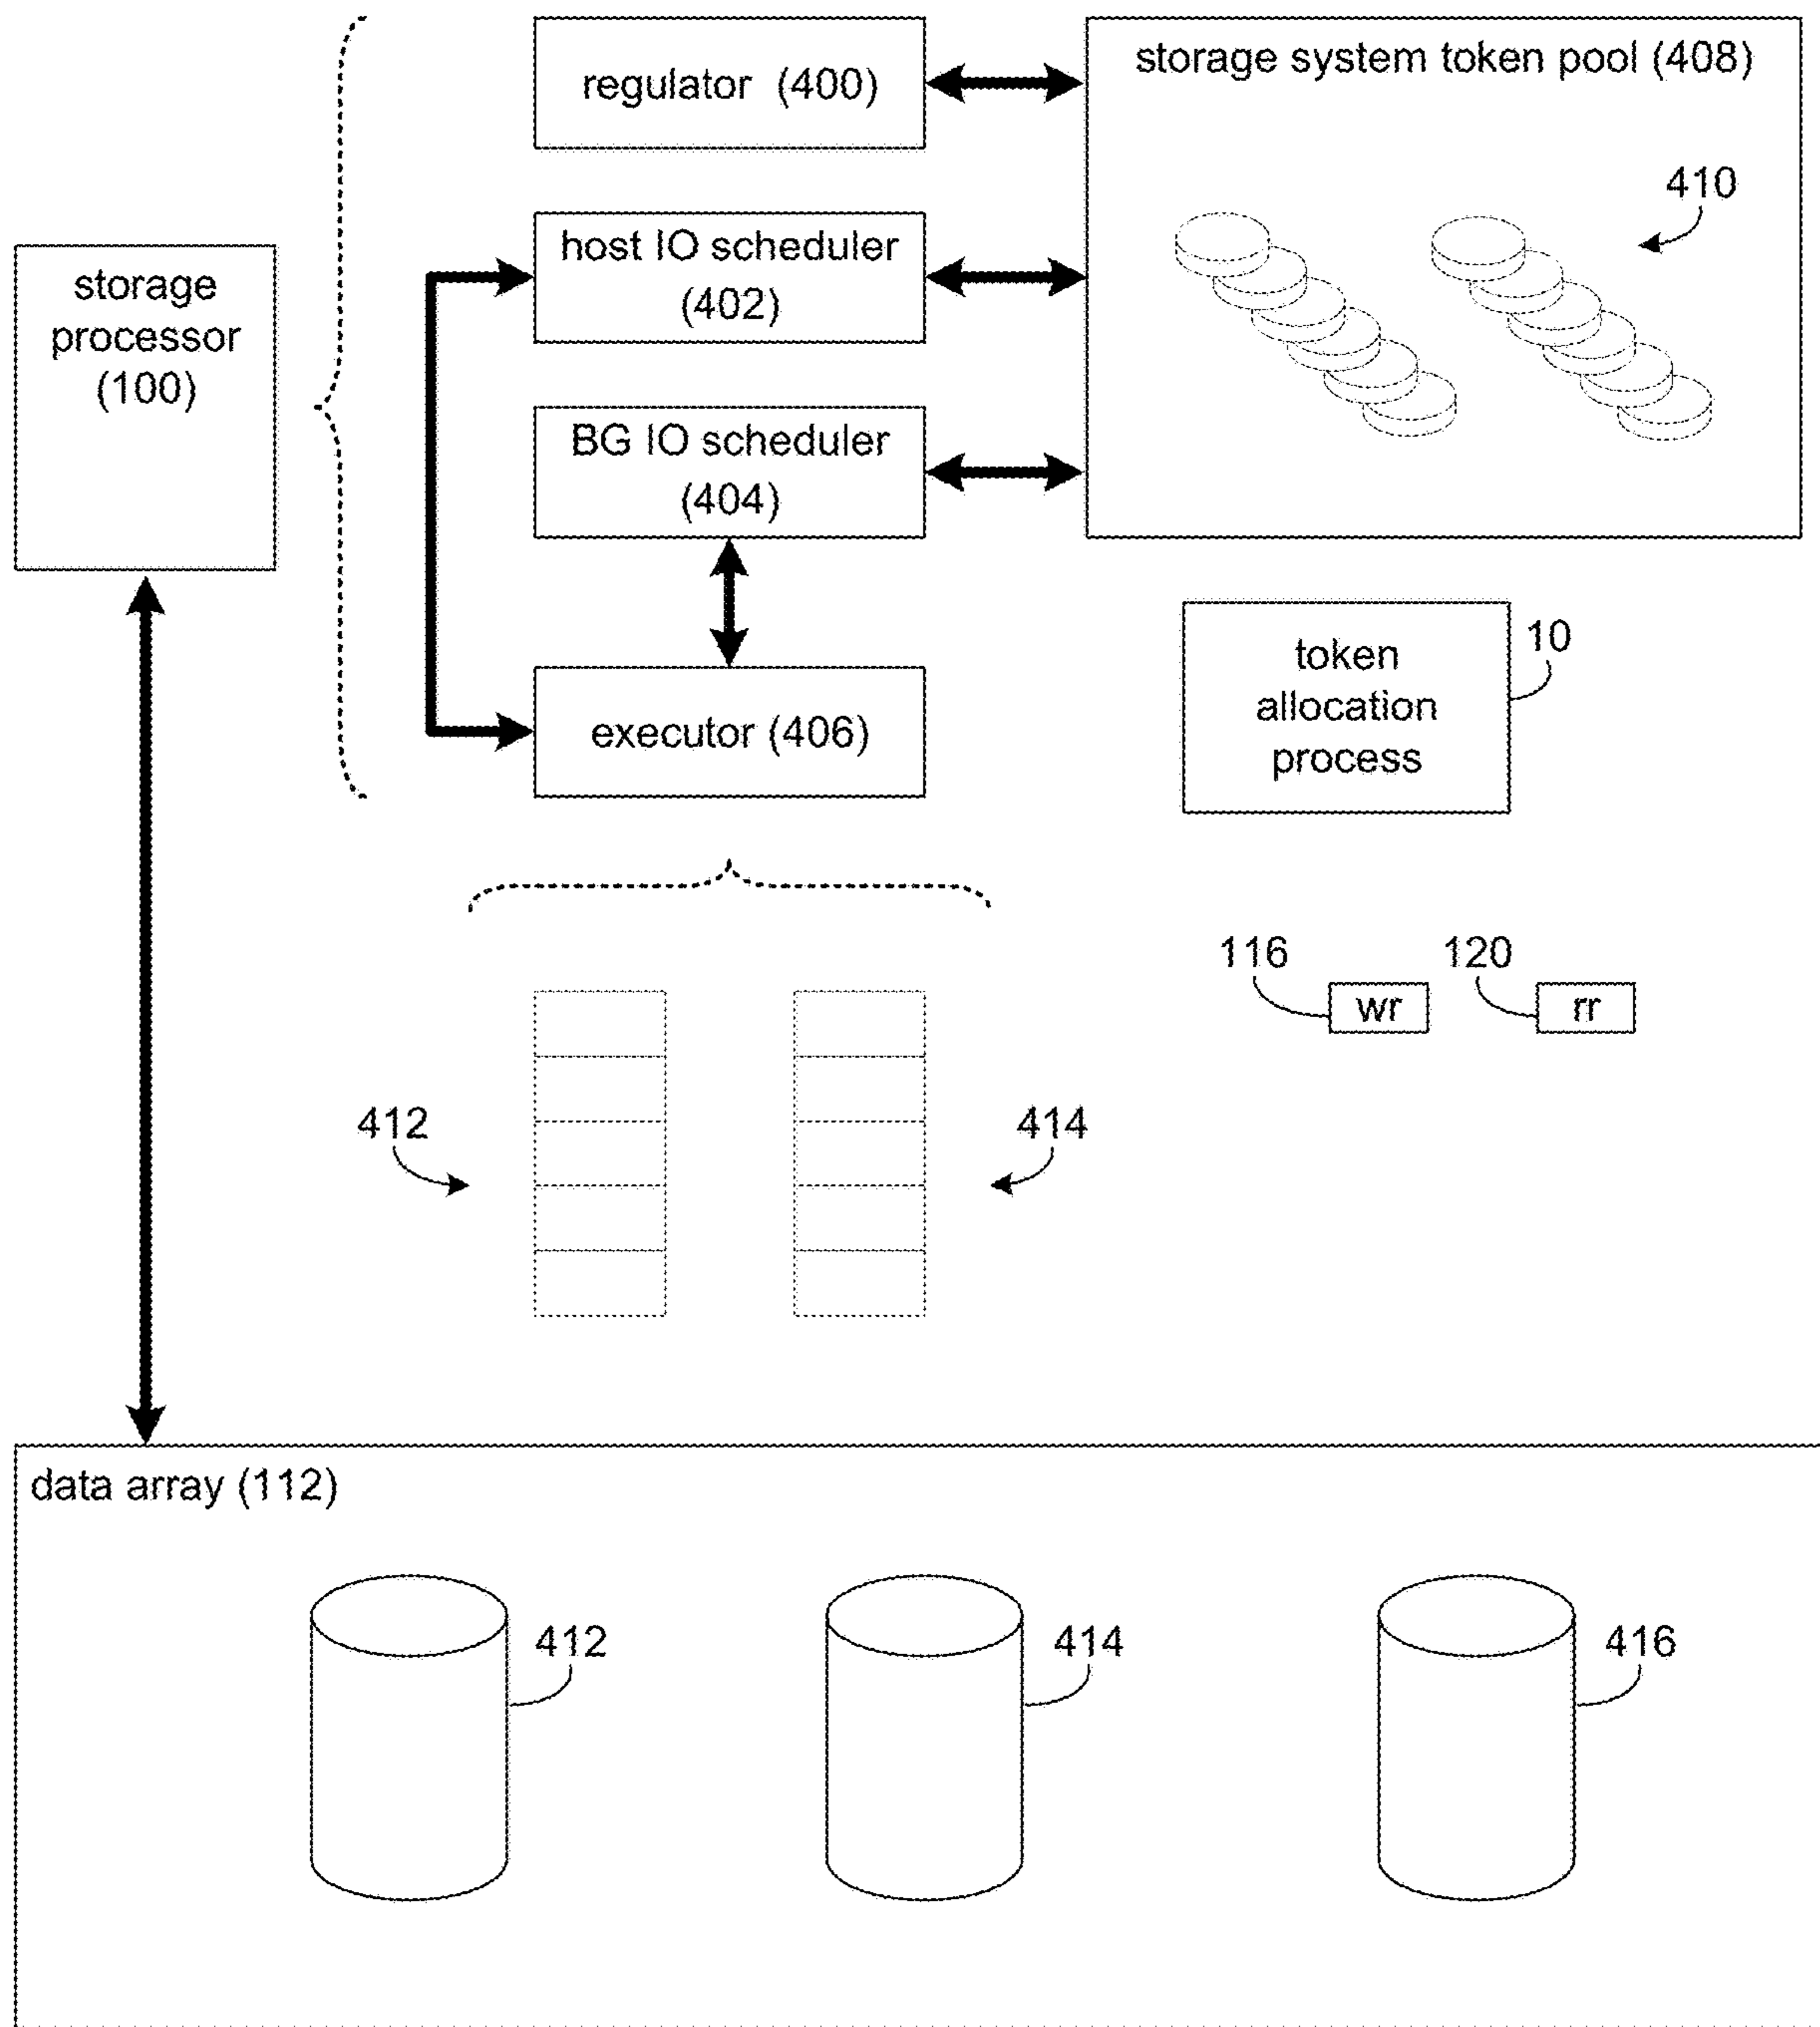 regulator (400)
storage system token pool (408)
410
host IO scheduler
(402)
storage
processor
(100)
BG IO scheduler
(404)
executor (406)
10
token
allocation
process
116
wr
120
rr
412
414
data array (112)
412
414
416